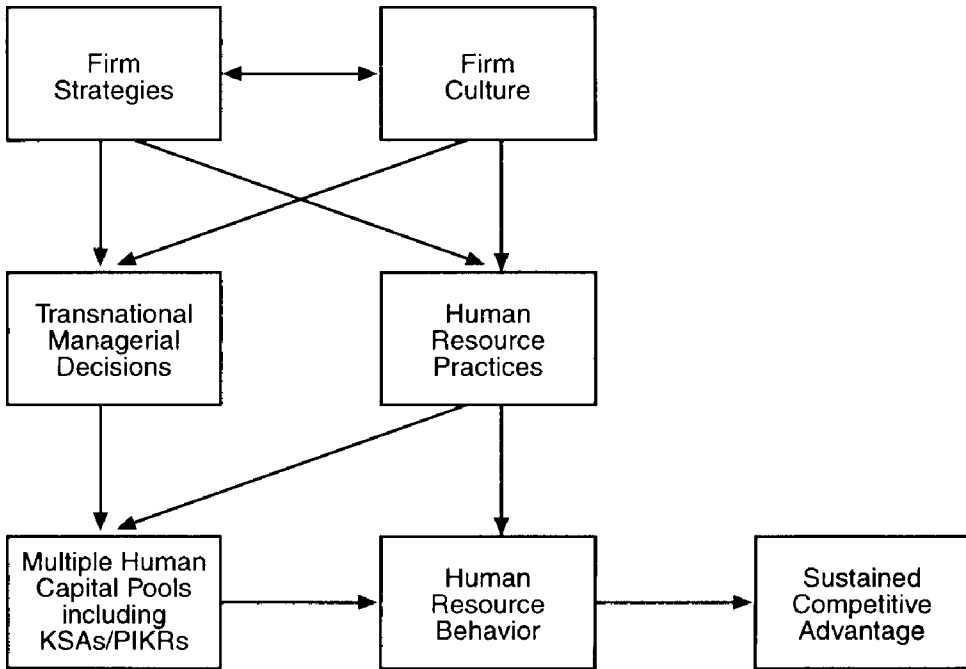 Firm
Strategies
Firm
Culture
Transnational
Managerial
Decisions
Human
Resource
Practices
Multiple Human
Capital Pools
including
KSAs/PIKRs
Human
Resource
Behavior
Sustained
Competitive
Advantage